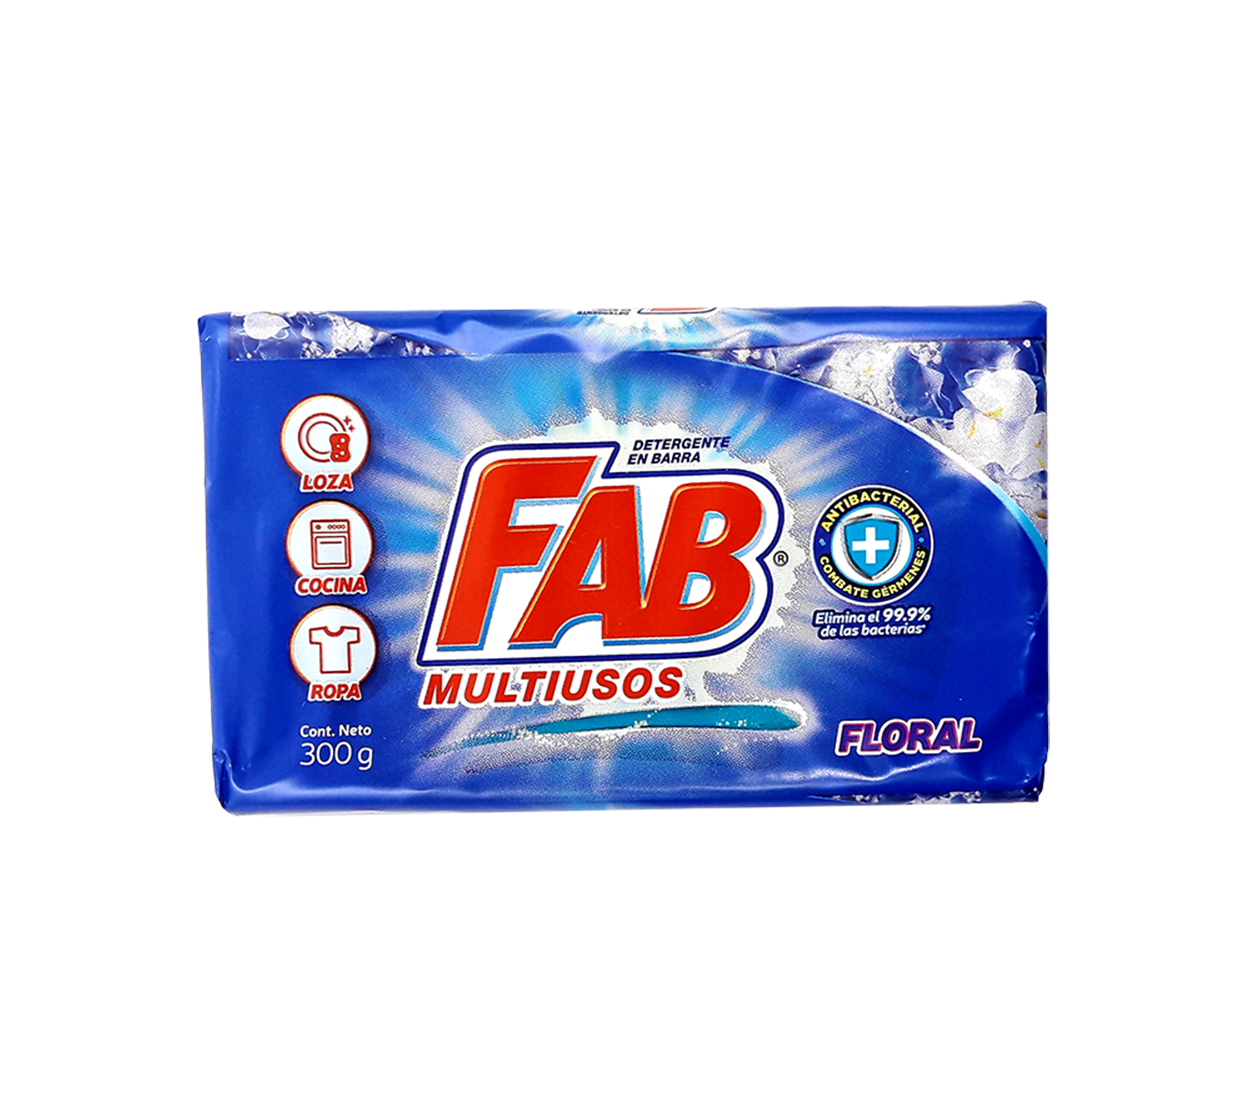 LOZA
COCINA
ROPA
Cont. Neto
300 g
DETERGENTE
EN BARRA
FAB®
MULTIUSOS
ANTIBACTERIAL
COMBATE GÉRMENES
Elimina el 99.9%
de las bacterias*
FLORAL